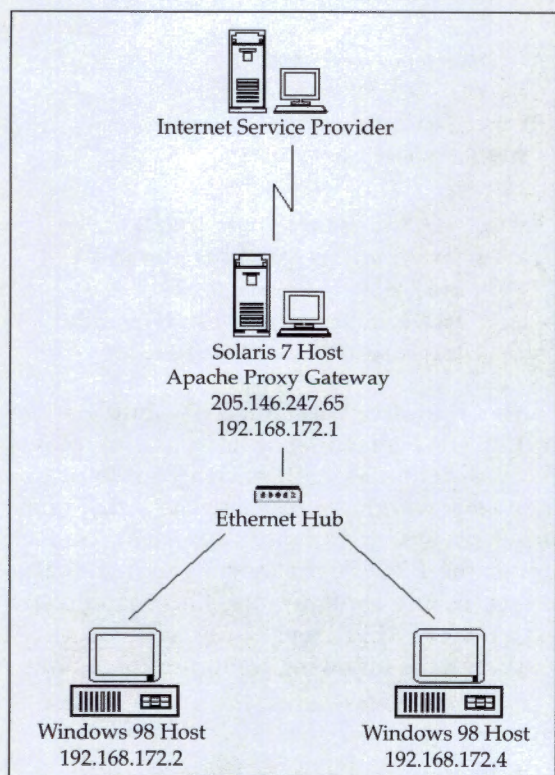 Internet Service Provider
Solaris 7 Host
Apache Proxy Gateway
205.146.247.65
192.168.172.1
Ethernet Hub
Windows 98 Host
192.168.172.2
Windows 98 Host
192.168.172.4